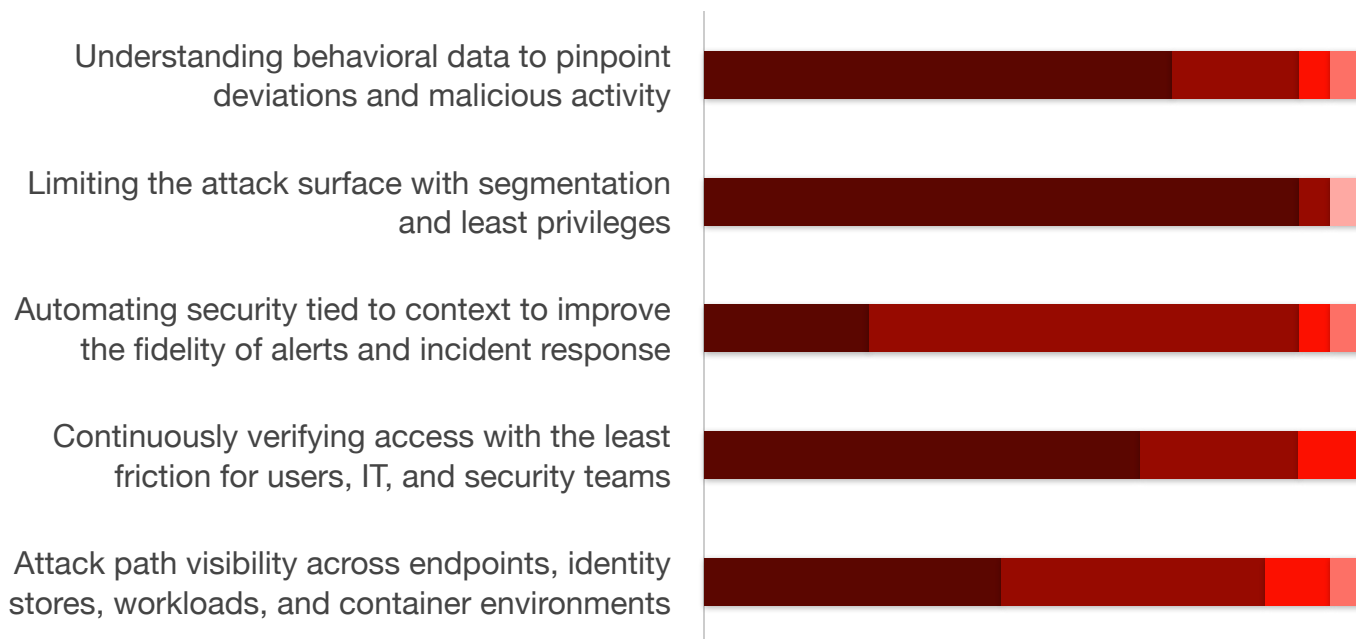 Understanding behavioral data to pinpoint
deviations and malicious activity
Limiting the attack surface with segmentation
and least privileges
Automating security tied to context to improve
the fidelity of alerts and incident response
Continuously verifying access with the least
friction for users, IT, and security teams
Attack path visibility across endpoints, identity
stores, workloads, and container environments